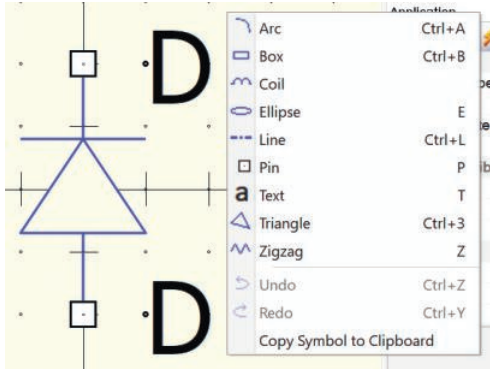 Application
D
Arc Ctrl+A
Box Ctrl+B
Coil
Ellipse E
Line Ctrl+L
Pin P
a Text T
Triangle Ctrl+3
Zigzag Z
Undo Ctrl+Z
Redo Ctrl+Y
Copy Symbol to Clipboard
D